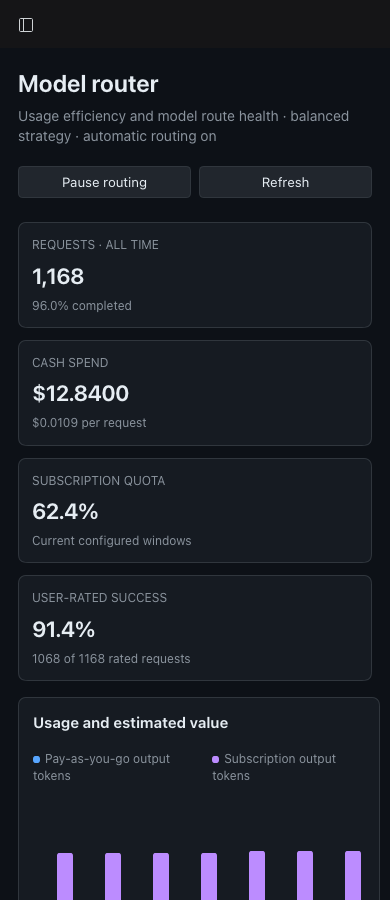 Model router
Usage efficiency and model route health · balanced
strategy · automatic routing on
Pause routing
Refresh
REQUESTS · ALL TIME
1,168
96.0% completed
CASH SPEND
$12.8400
$0.0109 per request
SUBSCRIPTION QUOTA
62.4%
Current configured windows
USER-RATED SUCCESS
91.4%
1068 of 1168 rated requests
Usage and estimated value
Pay-as-you-go output
tokens
Subscription output
tokens